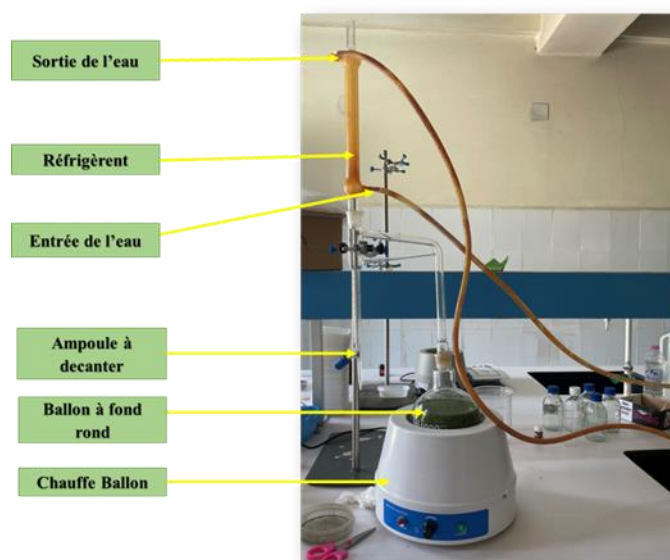 Sortie de l'eau
Réfrigèrent
Entrée de l'eau
Ampoule à
decanter
Ballon à fond
rond
Chauffe Ballon